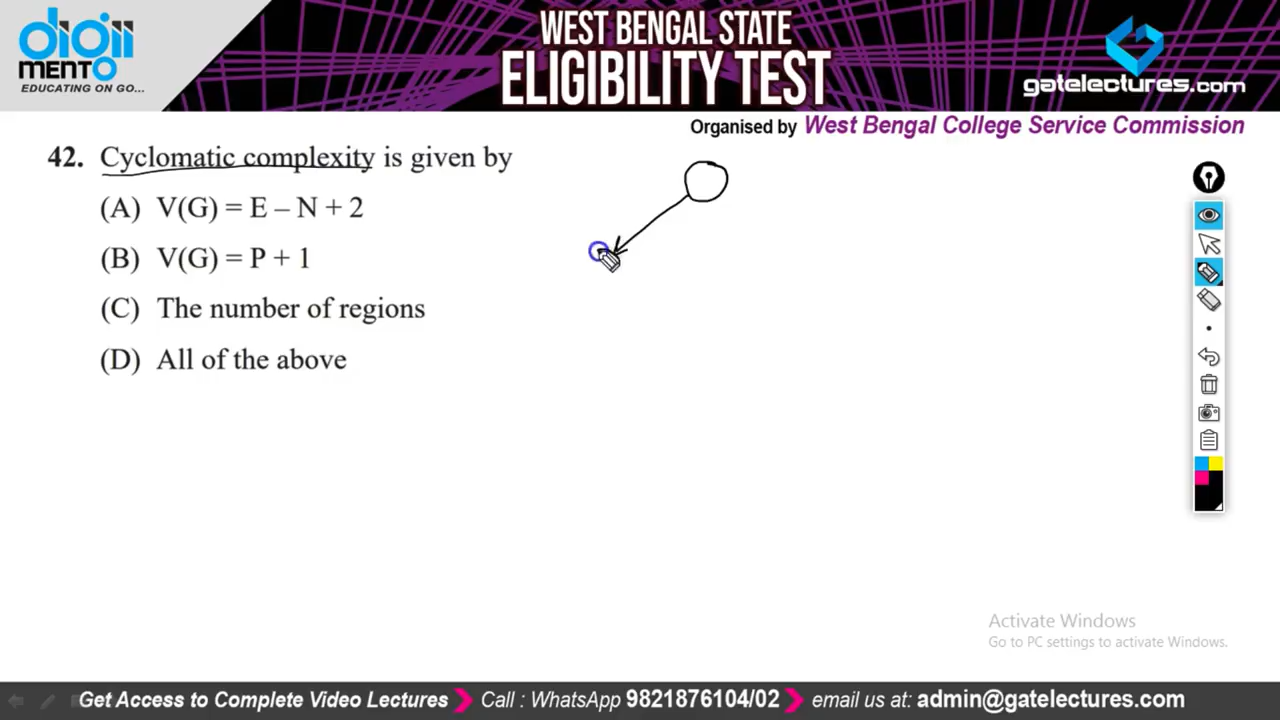 digii
MENTO
EDUCATING ON GO...
WEST BENGAL STATE
ELIGIBILITY TEST
gatelectures.com
Organised by West Bengal College Service Commission
42. Cyclomatic complexity is given by
(A) V(G) = E – N + 2
(B) V(G) = P + 1
(C) The number of regions
(D) All of the above
Activate Windows
Go to PC settings to activate Windows.
Get Access to Complete Video Lectures Call : WhatsApp 9821876104/02 email us at: admin@gatelectures.com